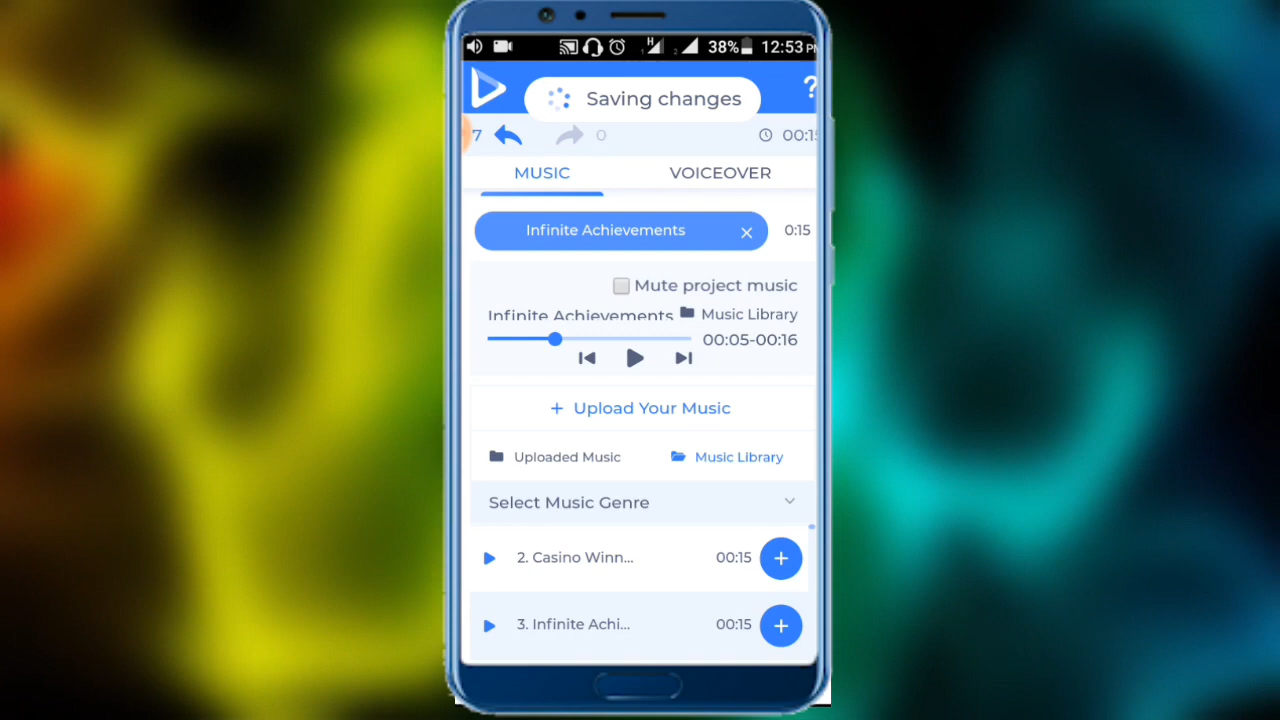 H 38% 12:53
Saving changes ?
7 0 00:1
MUSIC VOICEOVER
Infinite Achievements × 0:15
Mute project music
Infinite Achievements Music Library
00:05-00:16
+ Upload Your Music
Uploaded Music Music Library
Select Music Genre
2. Casino Winn... 00:15 +
3. Infinite Achi... 00:15 +